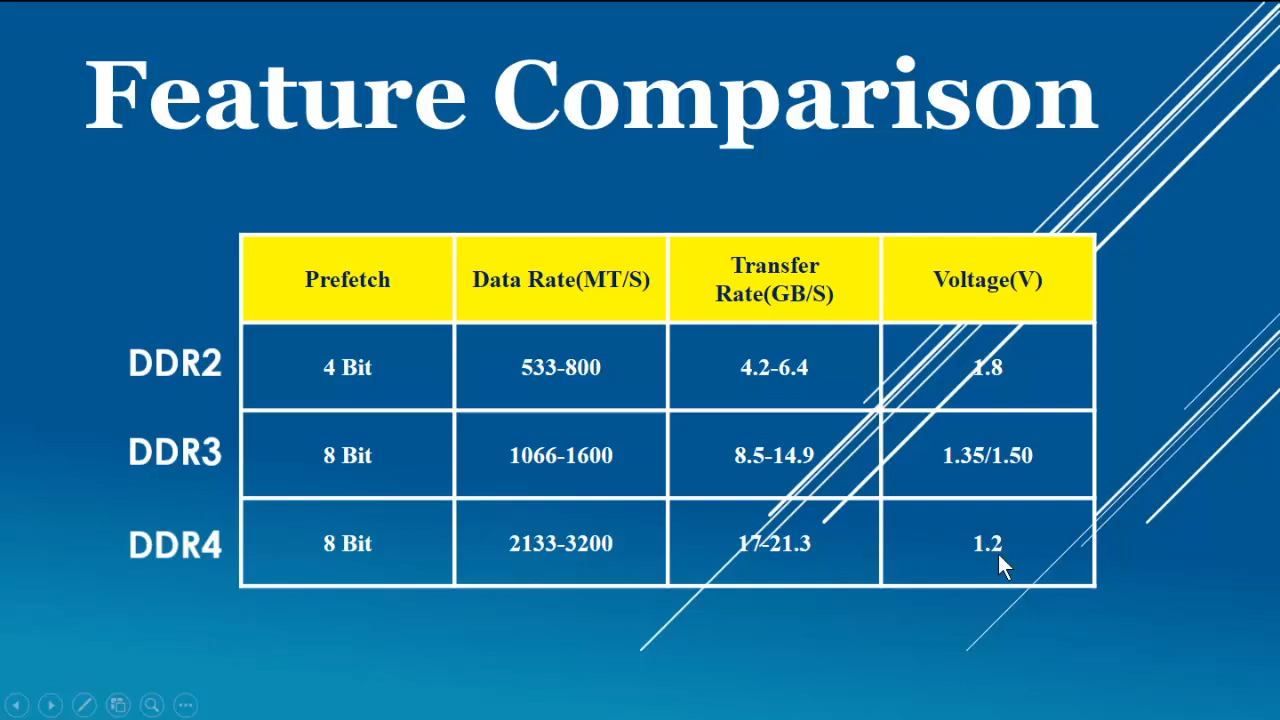 Feature Comparison
Prefetch
Data Rate(MT/S)
Transfer
Rate(GB/S)
Voltage(V)
DDR2
4 Bit
533-800
4.2-6.4
1.8
DDR3
8 Bit
1066-1600
8.5-14.9
1.35/1.50
DDR4
8 Bit
2133-3200
17-21.3
1.2